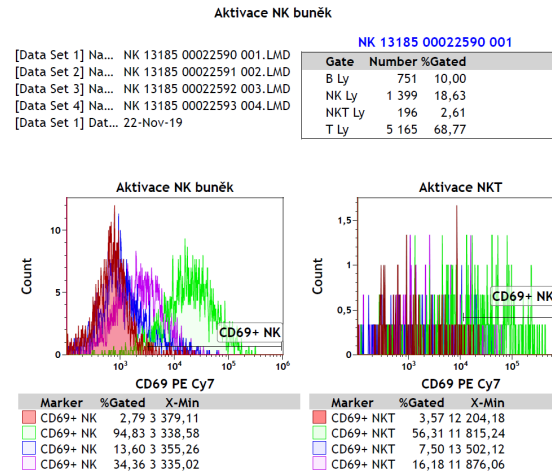 Aktivace NK buněk
[Data Set 1] Na... NK 13185 00022590 001.LMD
[Data Set 2] Na... NK 13185 00022591 002.LMD
[Data Set 3] Na... NK 13185 00022592 003.LMD
[Data Set 4] Na... NK 13185 00022593 004.LMD
[Data Set 1] Dat... 22-Nov-19
NK 13185 00022590 001
Gate Number %Gated
B Ly 751 10,00
NK Ly 1 399 18,63
NKT Ly 196 2,61
T Ly 5 165 68,77
Aktivace NK buněk
Count
10
5
0
CD69+ NK
10³ 10⁴ 10⁵ 10⁶
CD69 PE Cy7
Marker %Gated X-Min
CD69+ NK 2,79 3 379,11
CD69+ NK 94,83 3 338,58
CD69+ NK 13,60 3 355,26
CD69+ NK 34,36 3 335,02
Aktivace NKT
Count
1,5
1
0,5
0
CD69+ NK
10³ 10⁴ 10⁵
CD69 PE Cy7
Marker %Gated X-Min
CD69+ NKT 3,57 12 204,18
CD69+ NKT 56,31 11 815,24
CD69+ NKT 7,50 13 502,12
CD69+ NKT 16,18 11 876,06